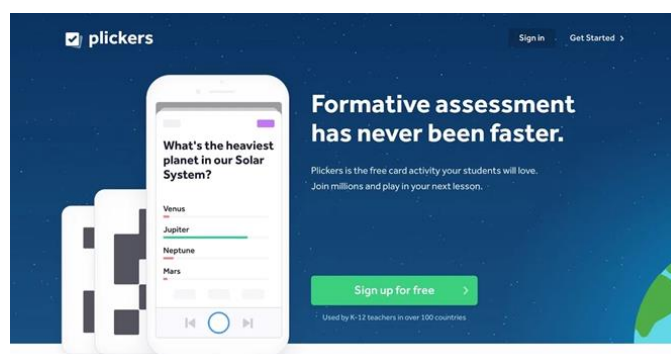 plickers
Sign in
Get Started >
What's the heaviest
planet in our Solar
System?
Venus
Jupiter
Neptune
Mars
Formative assessment
has never been faster.
Plickers is the free card activity your students will love.
Join millions and play in your next lesson.
Sign up for free >
Used by K-12 teachers in over 100 countries